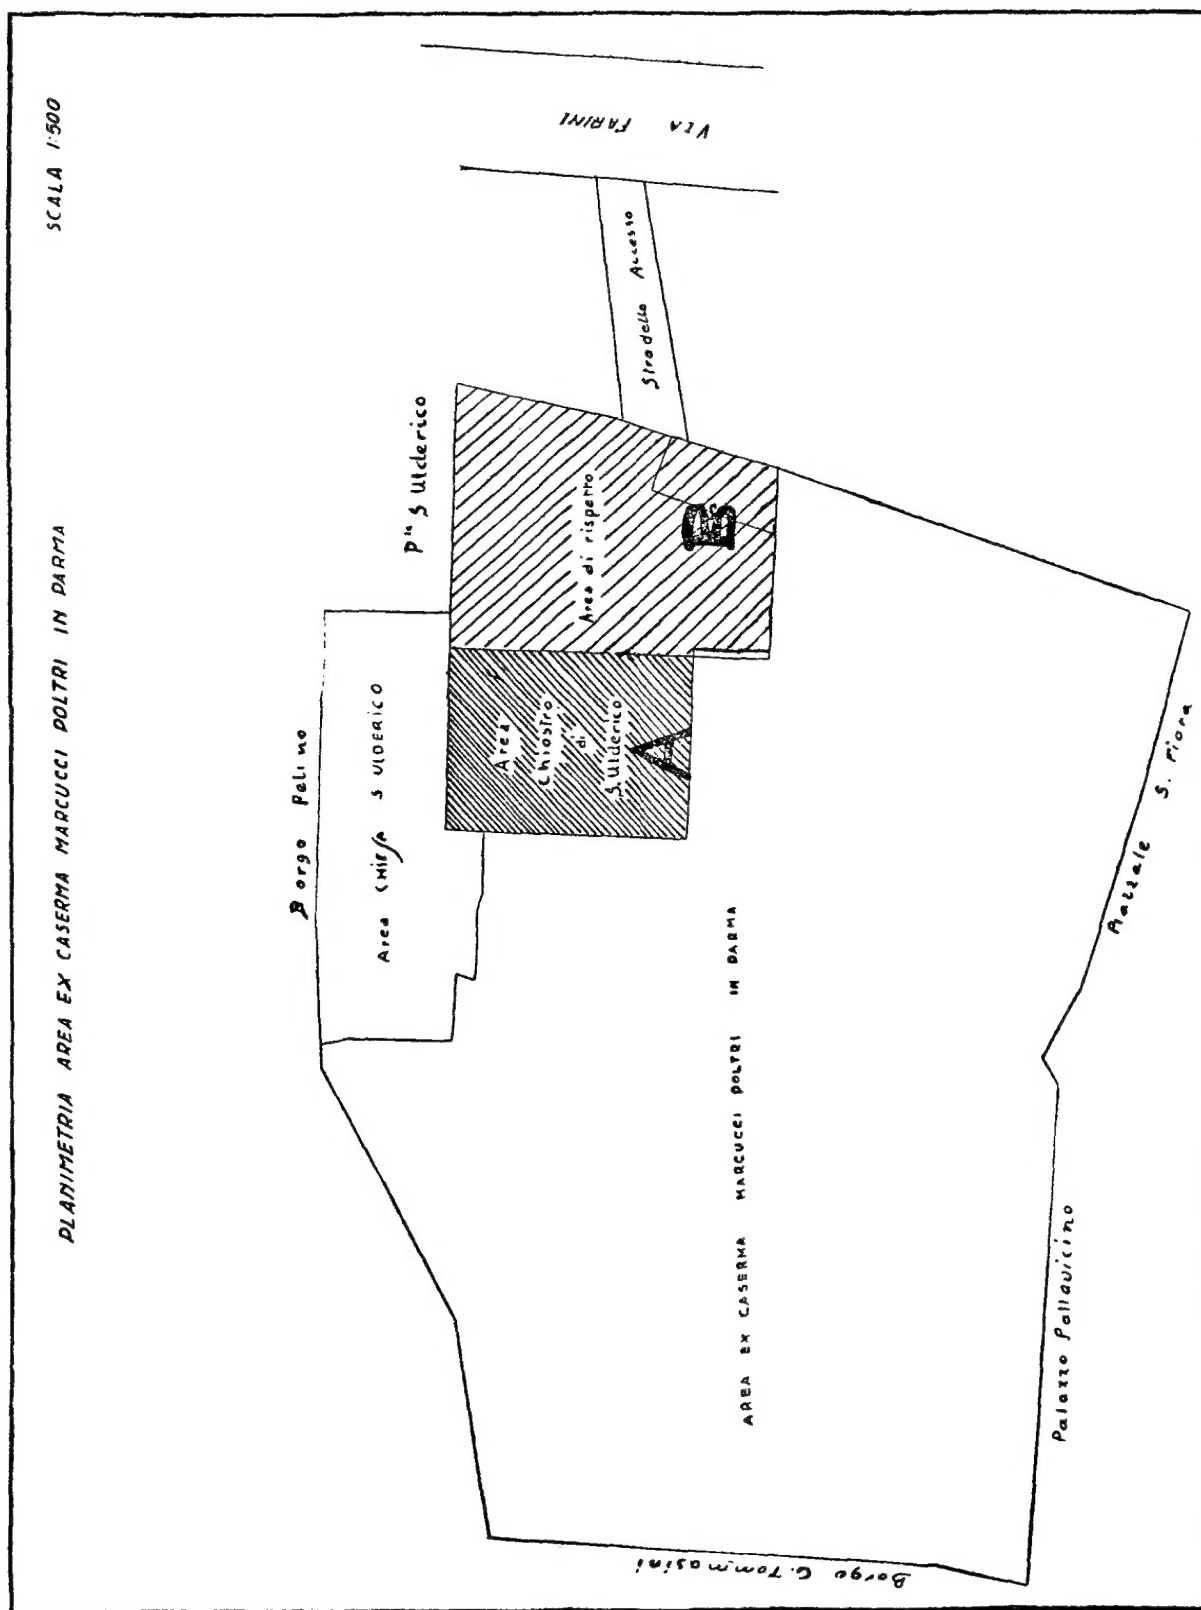 PLANIMETRIA AREA EX CASERMA MARCUCCI POLTRI IN PARMA
SCALA 1:500
Borgo Pelino
Area CHIESA S ULDERICO
P.le S Ulderico
Area
Chiostro
di
S. Ulderico
A
Area di rispetto
B
Stradello Accesso
VIA FARINI
AREA EX CASERMA MARCUCCI POLTRI IN PARMA
Borgo G. Tommasini
Palazzo Pallavicino
Piazzale S. Fiora